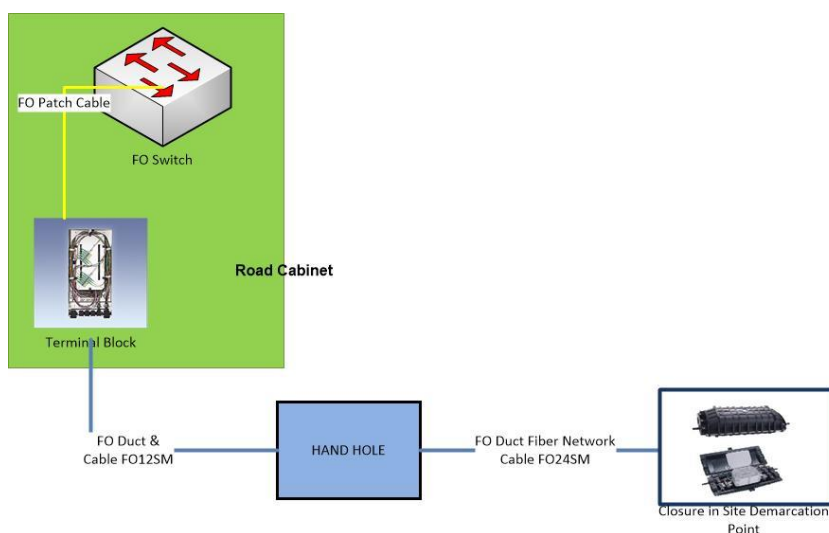 FO Patch Cable
FO Switch
Road Cabinet
Terminal Block
FO Duct &
Cable FO12SM
HAND HOLE
FO Duct Fiber Network
Cable FO24SM
Closure in Site Demarcation
Point